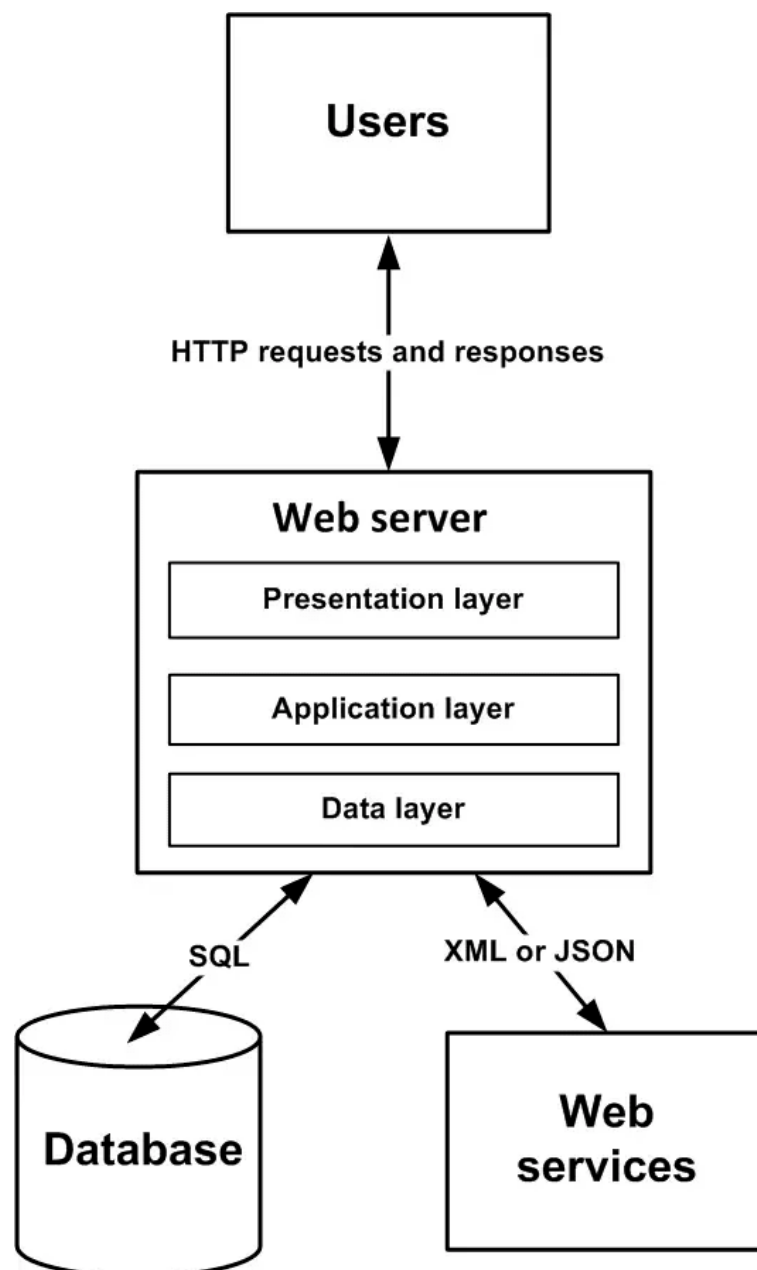 Users
HTTP requests and responses
Web server
Presentation layer
Application layer
Data layer
SQL
XML or JSON
Database
Web
services